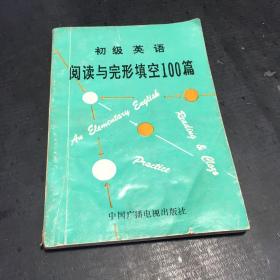 初级英语
阅读与完形填空100篇
An Elementary English
Reading & Cloze
Practice
中国广播电视出版社